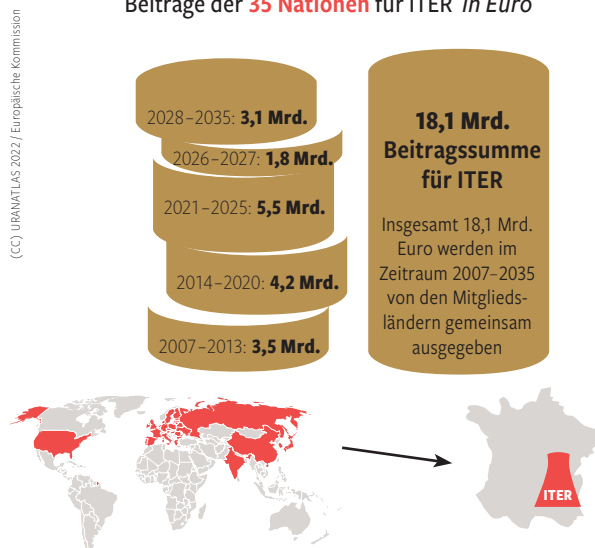 Beiträge der 35 Nationen für ITER in Euro
(CC) URANATLAS 2022 / Europäische Kommission
2028–2035: 3,1 Mrd.
2026–2027: 1,8 Mrd.
2021–2025: 5,5 Mrd.
2014–2020: 4,2 Mrd.
2007–2013: 3,5 Mrd.
18,1 Mrd.
Beitragssumme
für ITER
Insgesamt 18,1 Mrd.
Euro werden im
Zeitraum 2007–2035
von den Mitglieds-
ländern gemeinsam
ausgegeben
ITER